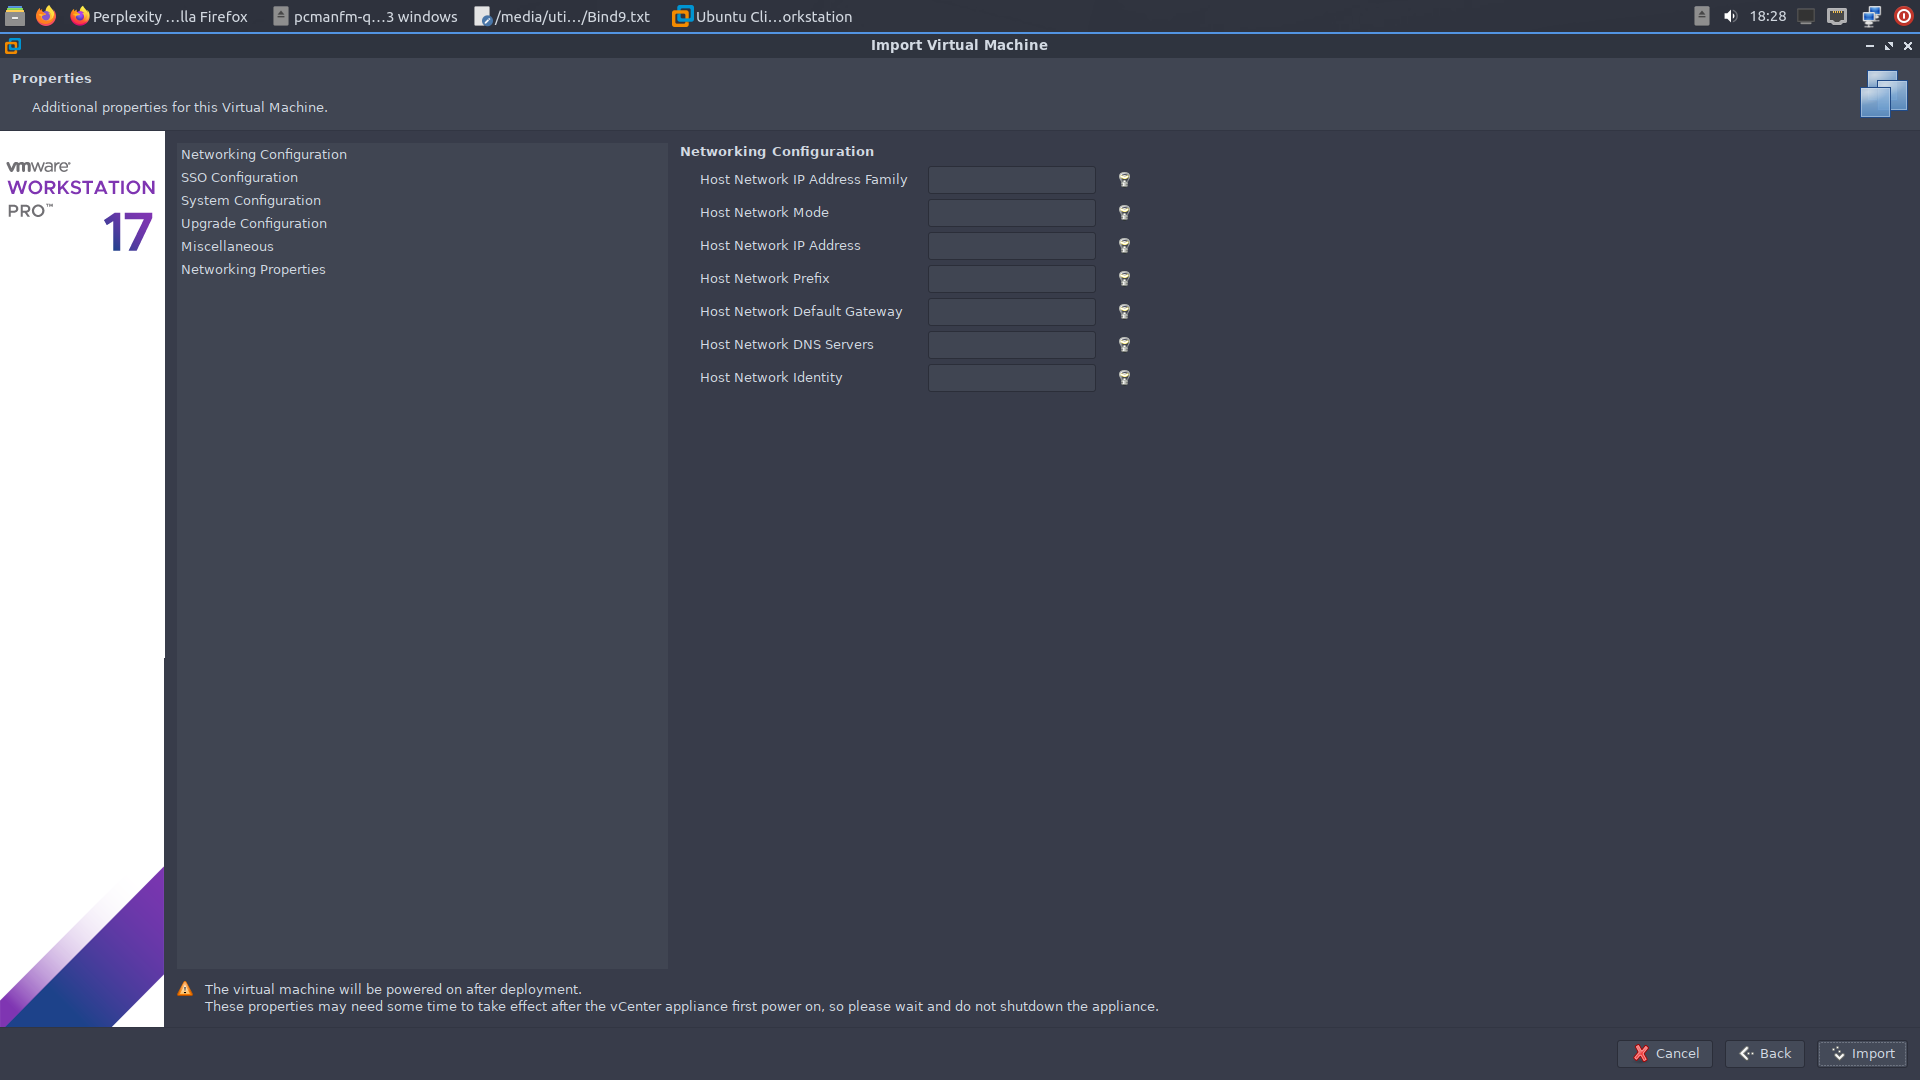 Perplexity ...lla Firefox
pcmanfm-q...3 windows
/media/uti.../Bind9.txt
Ubuntu Cli...orkstation
18:28
Import Virtual Machine
Properties
Additional properties for this Virtual Machine.
vmware®
WORKSTATION
PRO™
17
Networking Configuration
SSO Configuration
System Configuration
Upgrade Configuration
Miscellaneous
Networking Properties
Networking Configuration
Host Network IP Address Family
Host Network Mode
Host Network IP Address
Host Network Prefix
Host Network Default Gateway
Host Network DNS Servers
Host Network Identity
The virtual machine will be powered on after deployment.
These properties may need some time to take effect after the vCenter appliance first power on, so please wait and do not shutdown the appliance.
Cancel
Back
Import